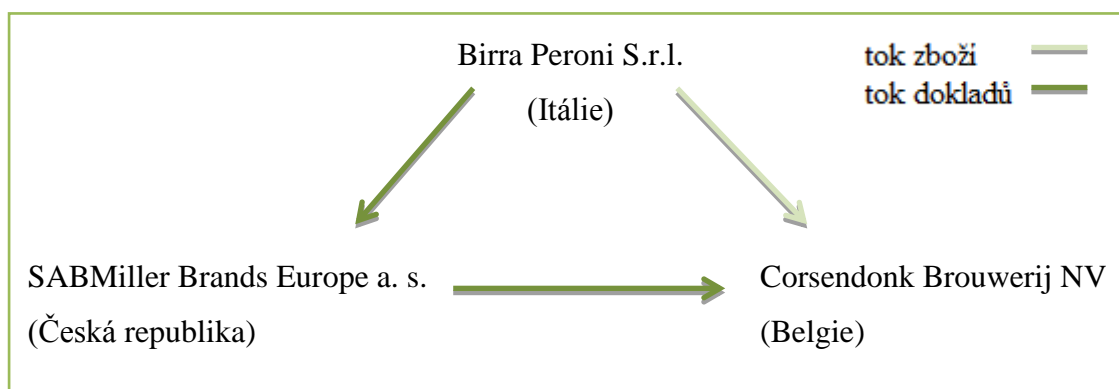 Birra Peroni S.r.l.
(Itálie)
tok zboží
tok dokladů
SABMiller Brands Europe a. s.
(Česká republika)
Corsendonk Brouwerij NV
(Belgie)